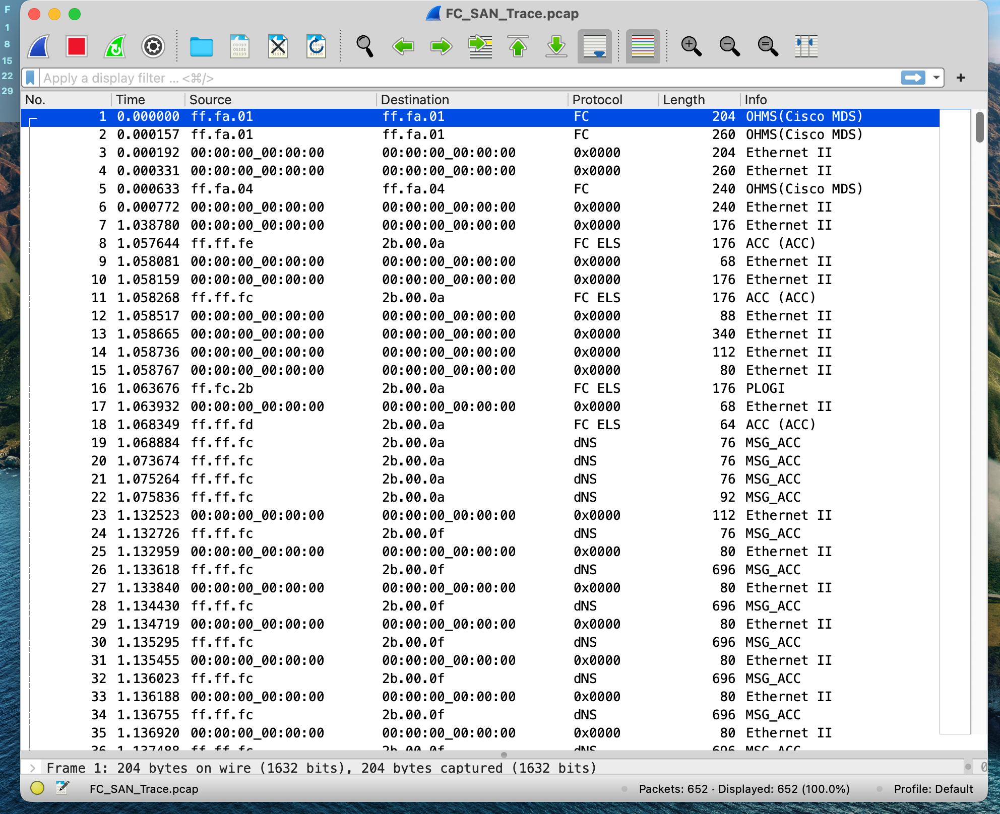 F
1
8
15
22
29
FC_SAN_Trace.pcap
Apply a display filter ... <⌘/>
No. Time Source Destination Protocol Length Info
1 0.000000 ff.fa.01 ff.fa.01 FC 204 OHMS(Cisco MDS)
2 0.000157 ff.fa.01 ff.fa.01 FC 260 OHMS(Cisco MDS)
3 0.000192 00:00:00_00:00:00 00:00:00_00:00:00 0x0000 204 Ethernet II
4 0.000331 00:00:00_00:00:00 00:00:00_00:00:00 0x0000 260 Ethernet II
5 0.000633 ff.fa.04 ff.fa.04 FC 240 OHMS(Cisco MDS)
6 0.000772 00:00:00_00:00:00 00:00:00_00:00:00 0x0000 240 Ethernet II
7 1.038780 00:00:00_00:00:00 00:00:00_00:00:00 0x0000 176 Ethernet II
8 1.057644 ff.ff.fe 2b.00.0a FC ELS 176 ACC (ACC)
9 1.058081 00:00:00_00:00:00 00:00:00_00:00:00 0x0000 68 Ethernet II
10 1.058159 00:00:00_00:00:00 00:00:00_00:00:00 0x0000 176 Ethernet II
11 1.058268 ff.ff.fc 2b.00.0a FC ELS 176 ACC (ACC)
12 1.058517 00:00:00_00:00:00 00:00:00_00:00:00 0x0000 88 Ethernet II
13 1.058665 00:00:00_00:00:00 00:00:00_00:00:00 0x0000 340 Ethernet II
14 1.058736 00:00:00_00:00:00 00:00:00_00:00:00 0x0000 112 Ethernet II
15 1.058767 00:00:00_00:00:00 00:00:00_00:00:00 0x0000 80 Ethernet II
16 1.063676 ff.fc.2b 2b.00.0a FC ELS 176 PLOGI
17 1.063932 00:00:00_00:00:00 00:00:00_00:00:00 0x0000 68 Ethernet II
18 1.068349 ff.ff.fd 2b.00.0a FC ELS 64 ACC (ACC)
19 1.068884 ff.ff.fc 2b.00.0a dNS 76 MSG_ACC
20 1.073674 ff.ff.fc 2b.00.0a dNS 76 MSG_ACC
21 1.075264 ff.ff.fc 2b.00.0a dNS 76 MSG_ACC
22 1.075836 ff.ff.fc 2b.00.0a dNS 92 MSG_ACC
23 1.132523 00:00:00_00:00:00 00:00:00_00:00:00 0x0000 112 Ethernet II
24 1.132726 ff.ff.fc 2b.00.0f dNS 76 MSG_ACC
25 1.132959 00:00:00_00:00:00 00:00:00_00:00:00 0x0000 80 Ethernet II
26 1.133618 ff.ff.fc 2b.00.0f dNS 696 MSG_ACC
27 1.133840 00:00:00_00:00:00 00:00:00_00:00:00 0x0000 80 Ethernet II
28 1.134430 ff.ff.fc 2b.00.0f dNS 696 MSG_ACC
29 1.134719 00:00:00_00:00:00 00:00:00_00:00:00 0x0000 80 Ethernet II
30 1.135295 ff.ff.fc 2b.00.0f dNS 696 MSG_ACC
31 1.135455 00:00:00_00:00:00 00:00:00_00:00:00 0x0000 80 Ethernet II
32 1.136023 ff.ff.fc 2b.00.0f dNS 696 MSG_ACC
33 1.136188 00:00:00_00:00:00 00:00:00_00:00:00 0x0000 80 Ethernet II
34 1.136755 ff.ff.fc 2b.00.0f dNS 696 MSG_ACC
35 1.136920 00:00:00_00:00:00 00:00:00_00:00:00 0x0000 80 Ethernet II
36 1.137488 ff.ff.fc 2b.00.0f dNS 696 MSG_ACC
Frame 1: 204 bytes on wire (1632 bits), 204 bytes captured (1632 bits)
FC_SAN_Trace.pcap Packets: 652 · Displayed: 652 (100.0%) Profile: Default